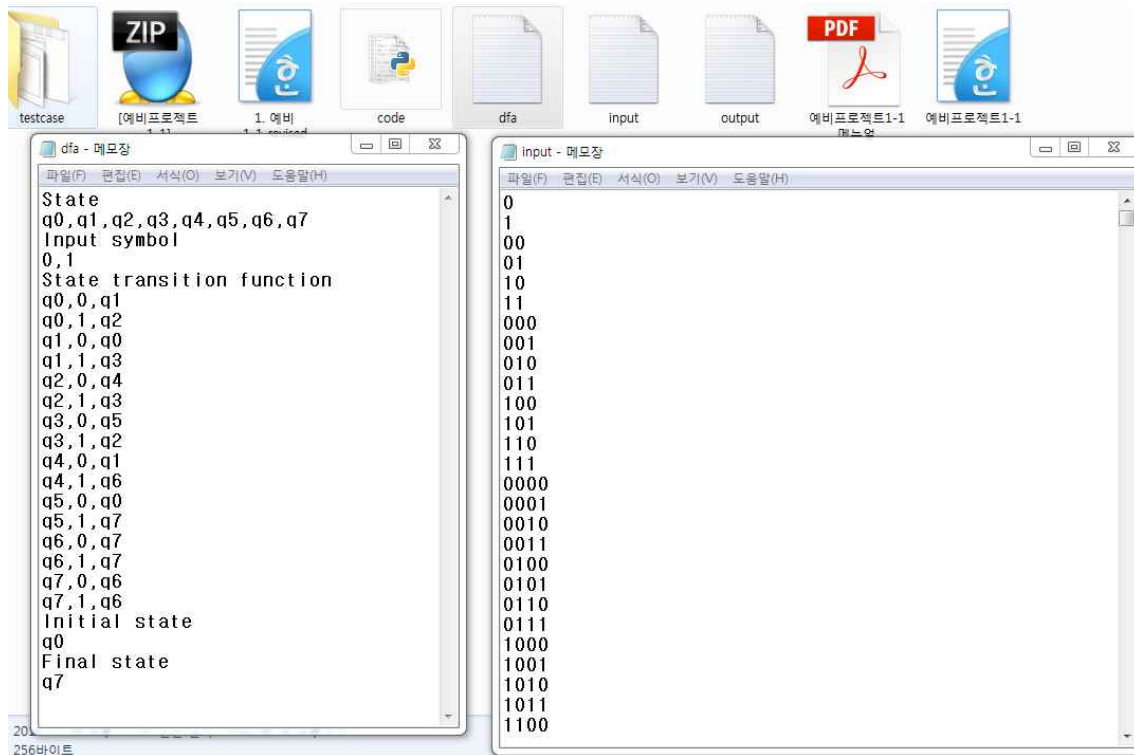 ZIP
PDF
testcase
[예비프로젝트
1. 예비
code
dfa
input
output
예비프로젝트1-1
메뉴얼
예비프로젝트1-1
dfa - 메모장
파일(F) 편집(E) 서식(O) 보기(V) 도움말(H)
State
q0,q1,q2,q3,q4,q5,q6,q7
Input symbol
0,1
State transition function
q0,0,q1
q0,1,q2
q1,0,q0
q1,1,q3
q2,0,q4
q2,1,q3
q3,0,q5
q3,1,q2
q4,0,q1
q4,1,q6
q5,0,q0
q5,1,q7
q6,0,q7
q6,1,q7
q7,0,q6
q7,1,q6
Initial state
q0
Final state
q7
256바이트
input - 메모장
파일(F) 편집(E) 서식(O) 보기(V) 도움말(H)
0
1
00
01
10
11
000
001
010
011
100
101
110
111
0000
0001
0010
0011
0100
0101
0110
0111
1000
1001
1010
1011
1100